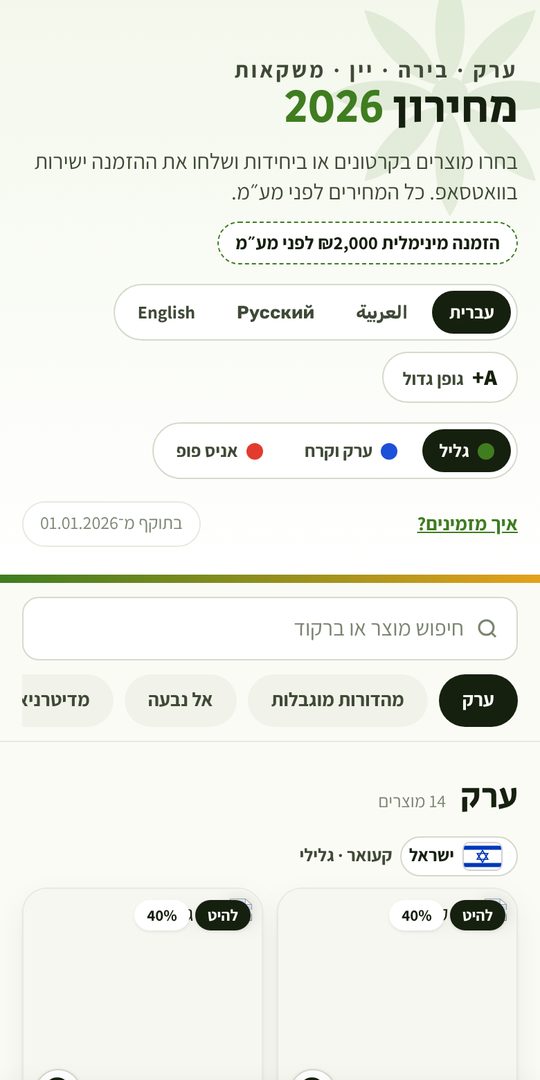 ערק · בירה · יין · משקאות
מחירון 2026
בחרו מוצרים בקרטונים או ביחידות ושלחו את ההזמנה ישירות
בוואטסאפ. כל המחירים לפני מע״מ.
הזמנה מינימלית 2,000₪ לפני מע״מ
עברית العربية Русский English
A+ גופן גדול
גליל ערק וקרח אניס פופ
איך מזמינים? בתוקף מ־01.01.2026
חיפוש מוצר או ברקוד
ערק מהדורות מוגבלות אל נבעה
ערק 14 מוצרים
ישראל קעואר · גלילי
להיט 40% להיט 40%